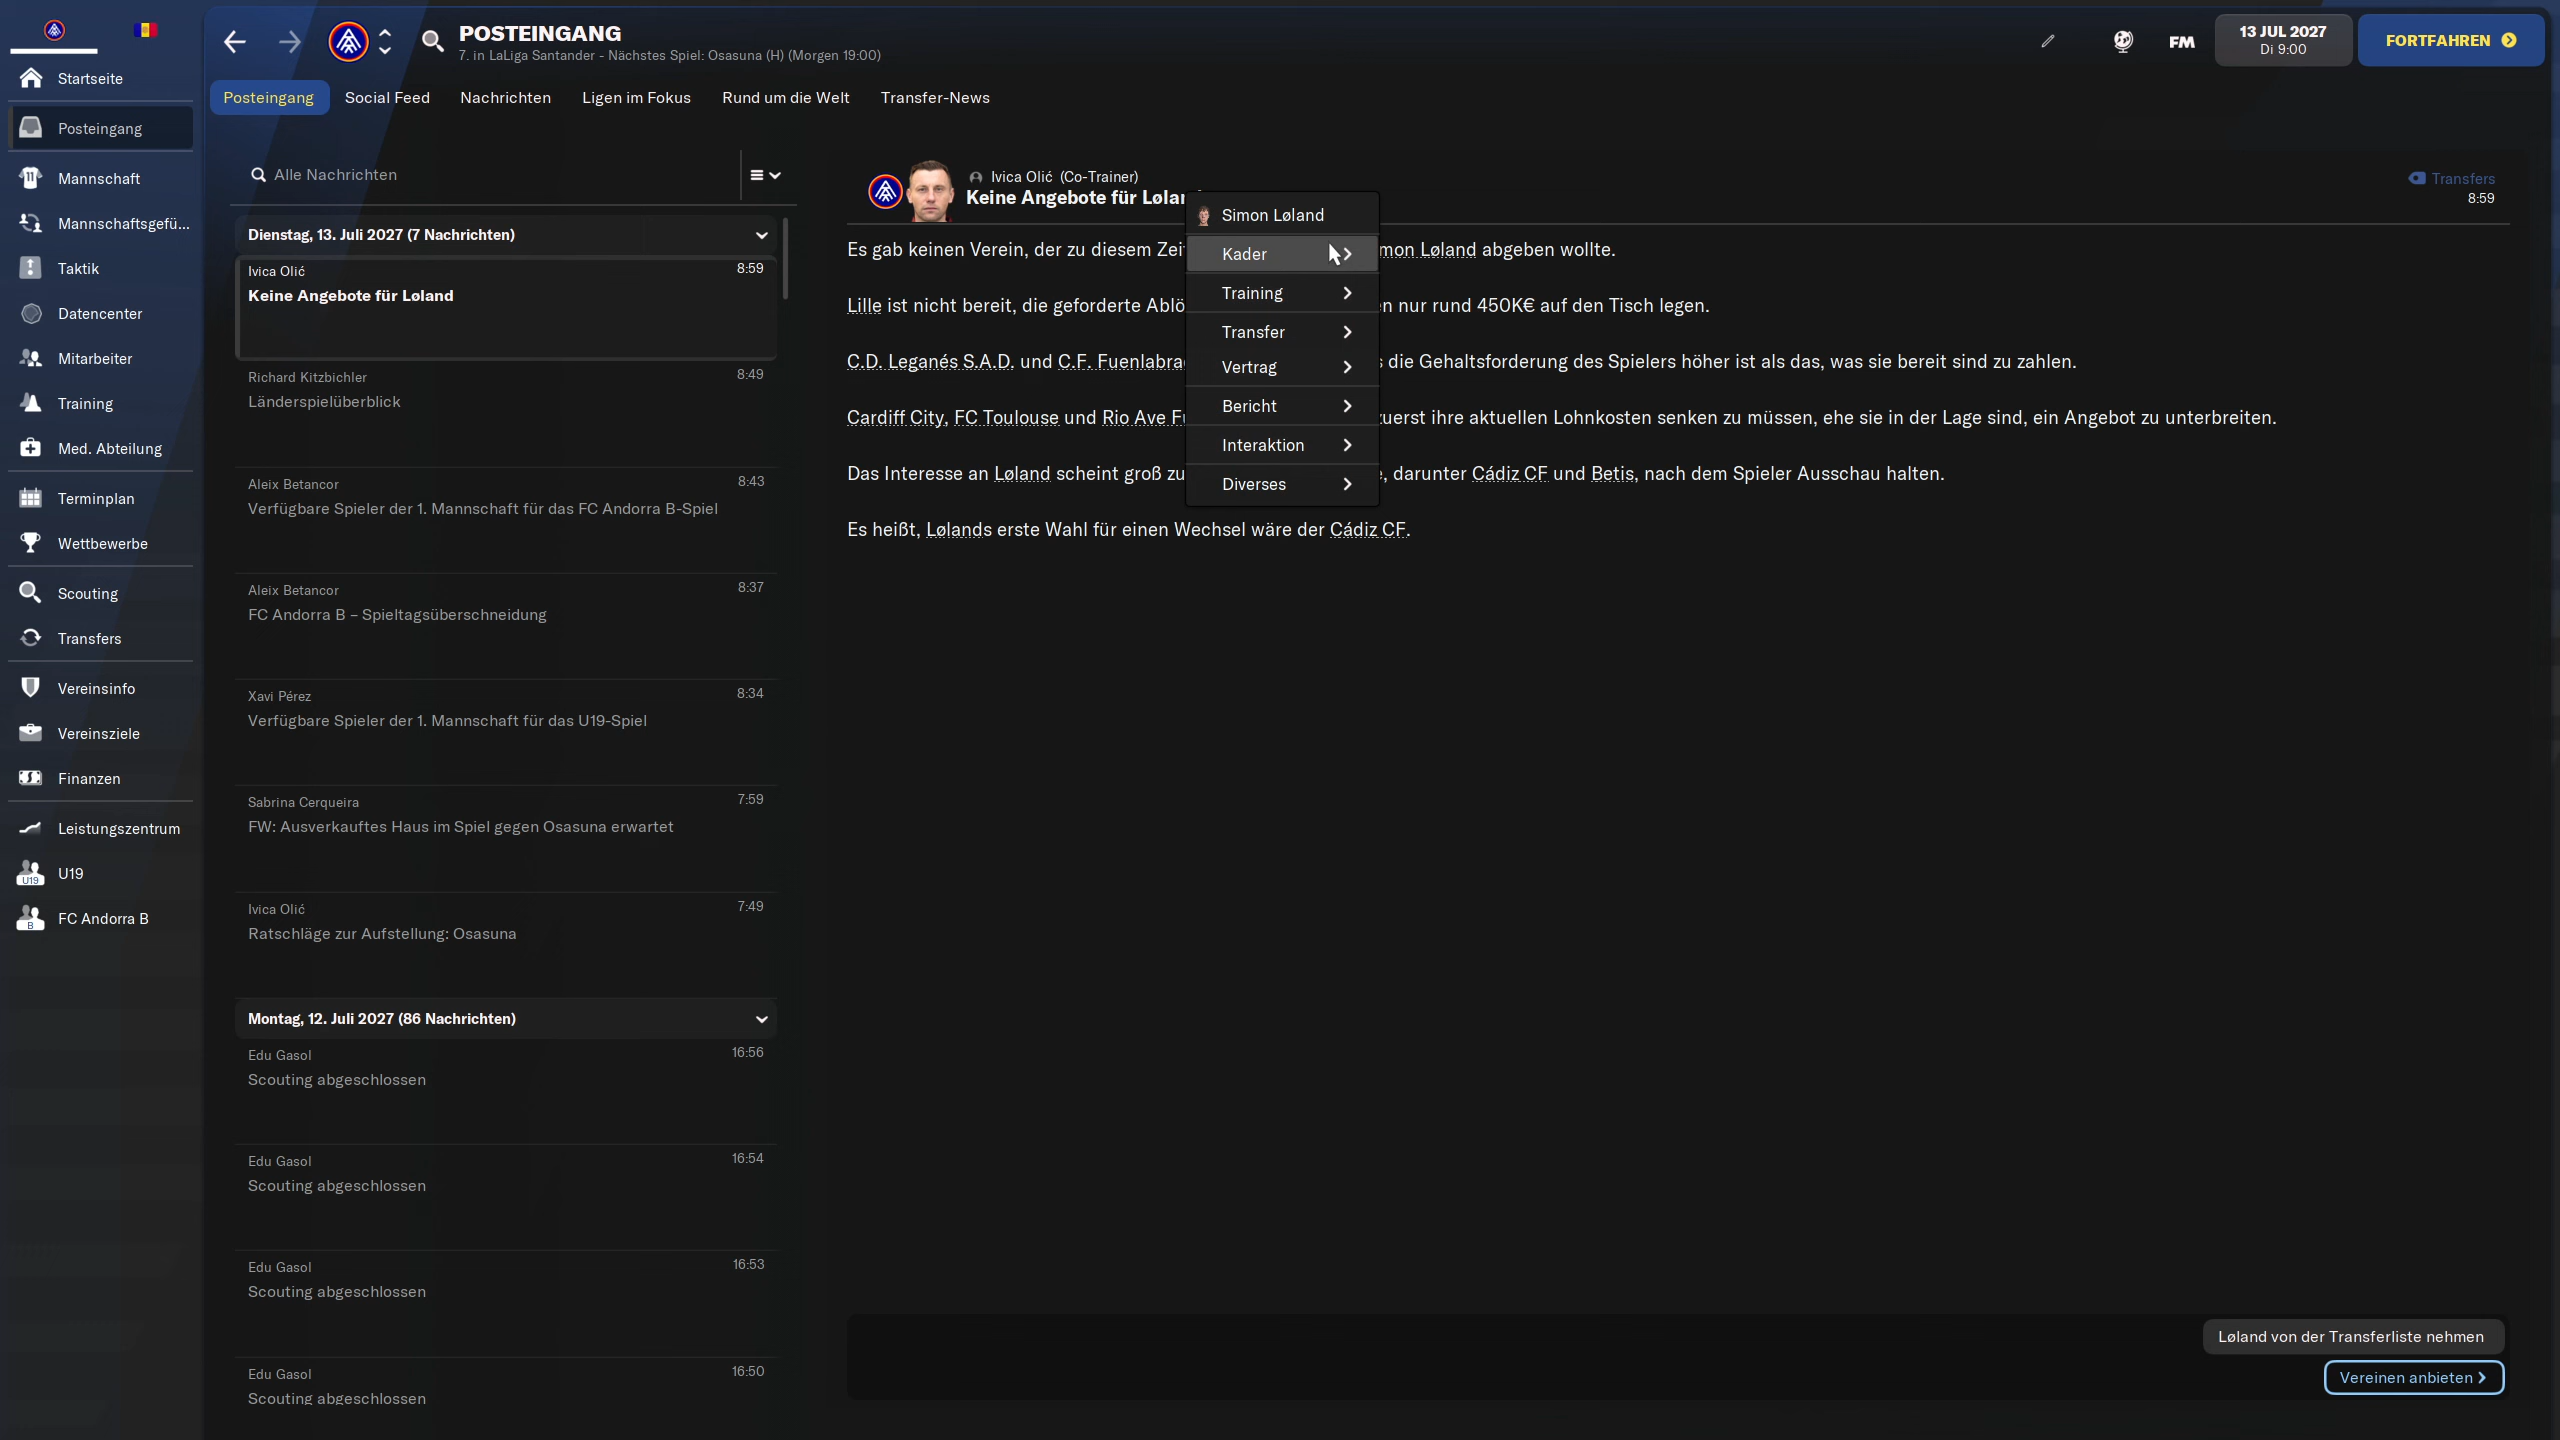 POSTEINGANG
7. in LaLiga Santander - Nächstes Spiel: Osasuna (H) (Morgen 19:00)
FM
13 JUL 2027
Di 9:00
FORTFAHREN
Startseite
Posteingang
Mannschaft
Mannschaftsgefü...
Taktik
Datencenter
Mitarbeiter
Training
Med. Abteilung
Terminplan
Wettbewerbe
Scouting
Transfers
Vereinsinfo
Vereinsziele
Finanzen
Leistungszentrum
U19
U19
B
FC Andorra B
Posteingang
Social Feed
Nachrichten
Ligen im Fokus
Rund um die Welt
Transfer-News
Alle Nachrichten
Dienstag, 13. Juli 2027 (7 Nachrichten)
Ivica Olić 8:59
Keine Angebote für Løland
Richard Kitzbichler 8:49
Länderspielüberblick
Aleix Betancor 8:43
Verfügbare Spieler der 1. Mannschaft für das FC Andorra B-Spiel
Aleix Betancor 8:37
FC Andorra B – Spieltagsüberschneidung
Xavi Pérez 8:34
Verfügbare Spieler der 1. Mannschaft für das U19-Spiel
Sabrina Cerqueira 7:59
FW: Ausverkauftes Haus im Spiel gegen Osasuna erwartet
Ivica Olić 7:49
Ratschläge zur Aufstellung: Osasuna
Montag, 12. Juli 2027 (86 Nachrichten)
Edu Gasol 16:56
Scouting abgeschlossen
Edu Gasol 16:54
Scouting abgeschlossen
Edu Gasol 16:53
Scouting abgeschlossen
Edu Gasol 16:50
Scouting abgeschlossen
Ivica Olić (Co-Trainer)
Keine Angebote für
Transfers
8:59
Es gab keinen Verein, der zu diesem Løland abgeben wollte.
Lille ist nicht bereit, die geforderte nur rund 450K€ auf den Tisch legen.
C.D. Leganés S.A.D. und C.F. die Gehaltsforderung des Spielers höher ist als das, was sie bereit sind zu zahlen.
Cardiff City, FC Toulouse und Rio Ave ihre aktuellen Lohnkosten senken zu müssen, ehe sie in der Lage sind, ein Angebot zu unterbreiten.
Das Interesse an Løland scheint groß zu darunter Cádiz CF und Betis, nach dem Spieler Ausschau halten.
Es heißt, Lølands erste Wahl für einen Wechsel wäre der Cádiz CF.
Simon Løland
Kader
Training
Transfer
Vertrag
Bericht
Interaktion
Diverses
Løland von der Transferliste nehmen
Vereinen anbieten